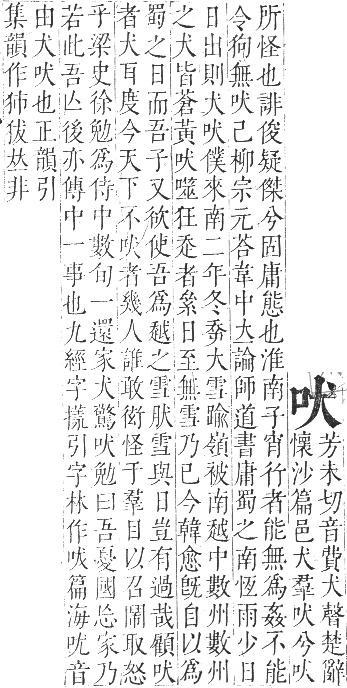 吠
芳未切音費犬聲楚辭
懷沙篇邑犬羣吠兮吠
所怪也誹俊疑傑兮固庸態也淮南子宵行者能無爲姦不能
令狗無吠己柳宗元荅韋中立論師道書庸蜀之南恆雨少日
日出則犬吠僕來南二年冬大雪踰嶺被南越中數州數州
之犬皆蒼黃吠噬狂走者絫日至無雪乃已今韓愈旣自以爲
蜀之日而吾子又欲使吾爲越之雪肰雪與日豈有過哉顧吠
者犬耳度今天下不吠者幾人誰敢衒怪于羣目以召鬧取怒
乎梁史徐勉爲侍中數旬一還家犬驚吠勉曰吾憂國忘家乃
若此吾亾後亦傳中一事也九經字㨾引字林作篇海音
由犬吠也正韻引
集韻作𠀤非